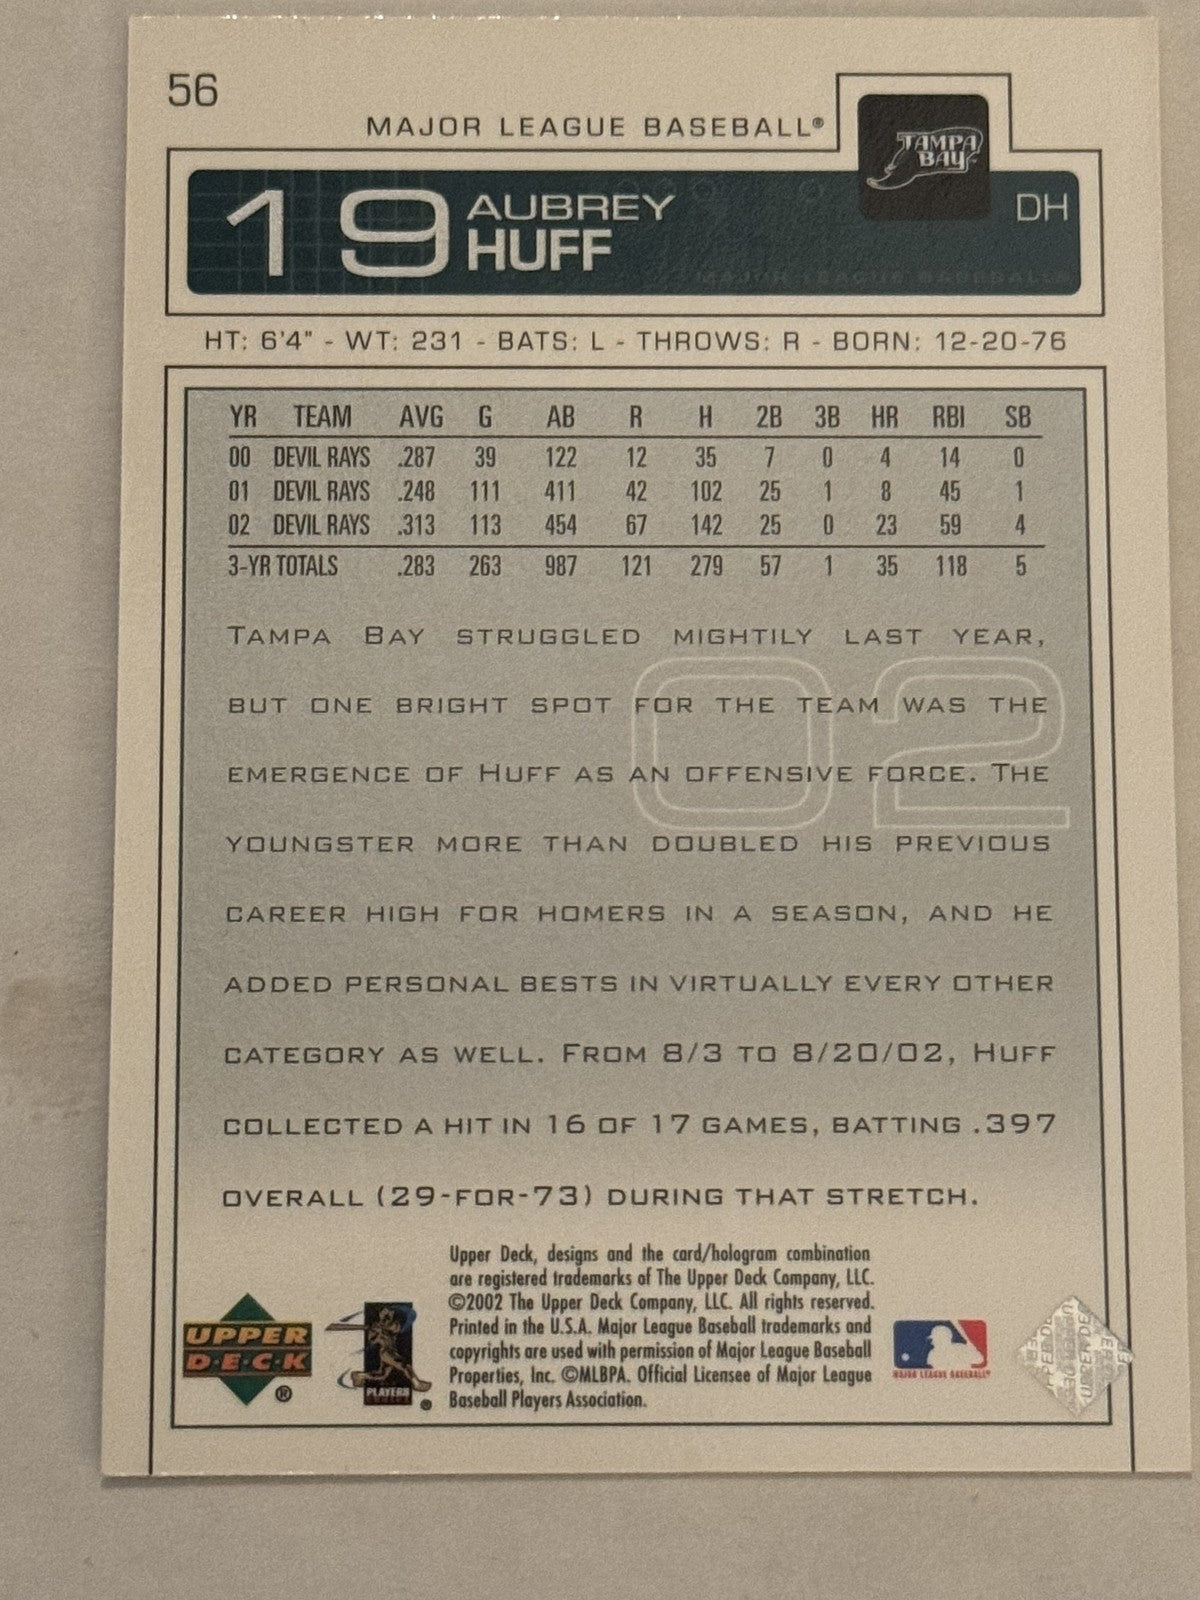 56
MAJOR LEAGUE BASEBALL®
TAMPA BAY
19 AUBREY HUFF
DH
MAJOR LEAGUE BASEBALL
HT: 6'4" - WT: 231 - BATS: L - THROWS: R - BORN: 12-20-76
YR TEAM AVG G AB R H 2B 3B HR RBI SB
00 DEVIL RAYS .287 39 122 12 35 7 0 4 14 0
01 DEVIL RAYS .248 111 411 42 102 25 1 8 45 1
02 DEVIL RAYS .313 113 454 67 142 25 0 23 59 4
3-YR TOTALS .283 263 987 121 279 57 1 35 118 5
02
TAMPA BAY STRUGGLED MIGHTILY LAST YEAR,
BUT ONE BRIGHT SPOT FOR THE TEAM WAS THE
EMERGENCE OF HUFF AS AN OFFENSIVE FORCE. THE
YOUNGSTER MORE THAN DOUBLED HIS PREVIOUS
CAREER HIGH FOR HOMERS IN A SEASON, AND HE
ADDED PERSONAL BESTS IN VIRTUALLY EVERY OTHER
CATEGORY AS WELL. FROM 8/3 TO 8/20/02, HUFF
COLLECTED A HIT IN 16 OF 17 GAMES, BATTING .397
OVERALL (29-FOR-73) DURING THAT STRETCH.
UPPER DECK®
PLAYERS
Upper Deck, designs and the card/hologram combination
are registered trademarks of The Upper Deck Company, LLC.
©2002 The Upper Deck Company, LLC. All rights reserved.
Printed in the U.S.A. Major League Baseball trademarks and
copyrights are used with permission of Major League Baseball
Properties, Inc. ©MLBPA. Official Licensee of Major League
Baseball Players Association.
MAJOR LEAGUE BASEBALL®
UPPER DECK